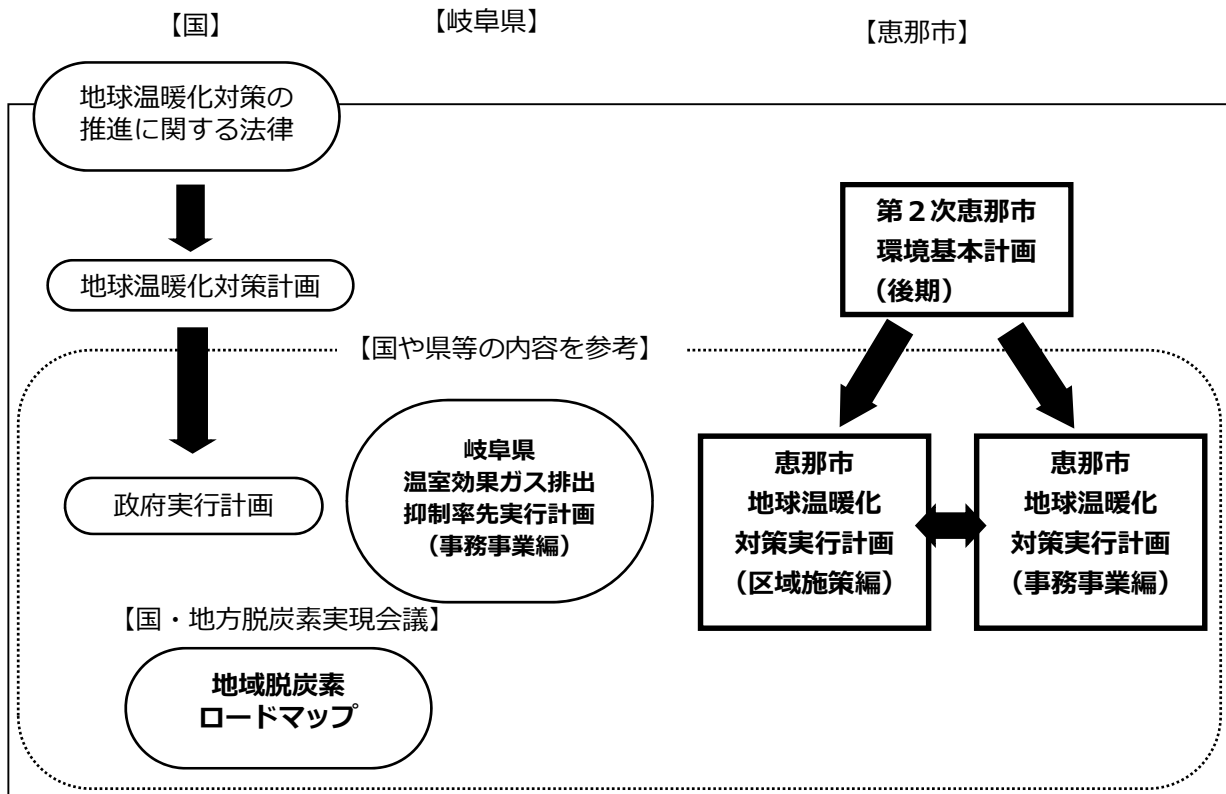 【国】
【岐阜県】
【恵那市】
地球温暖化対策の
推進に関する法律
第２次恵那市
環境基本計画
（後期）
地球温暖化対策計画
【国や県等の内容を参考】
岐阜県
温室効果ガス排出
抑制率先実行計画
（事務事業編）
恵那市
地球温暖化
対策実行計画
（区域施策編）
恵那市
地球温暖化
対策実行計画
（事務事業編）
政府実行計画
【国・地方脱炭素実現会議】
地域脱炭素
ロードマップ